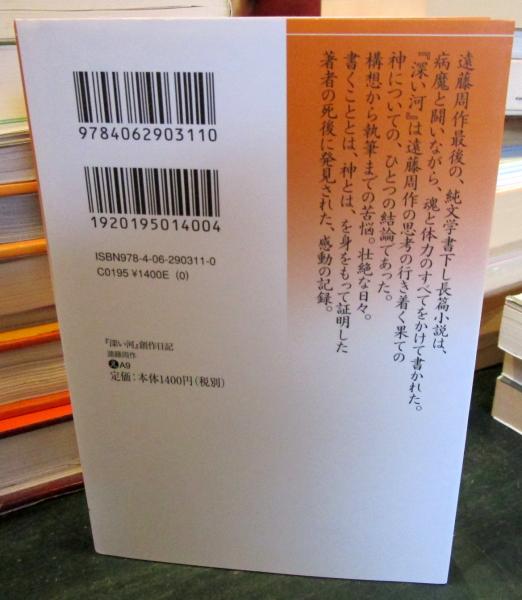 遠藤周作最後の、純文学書下し長篇小説は、
病魔と闘いながら、魂と体力のすべてをかけて書かれた。
『深い河』は遠藤周作の思考の行き着く果ての
神についての、ひとつの結論であった。
構想から執筆までの苦悩。壮絶な日々。
書くこととは、神とは、を身をもって証明した
著者の死後に発見された、感動の記録。
9784062903110
1920195014004
ISBN978-4-06-290311-0
C0195 ¥1400E (0)
『深い河』創作日記
遠藤周作
え A9
定価:本体1400円(税別)